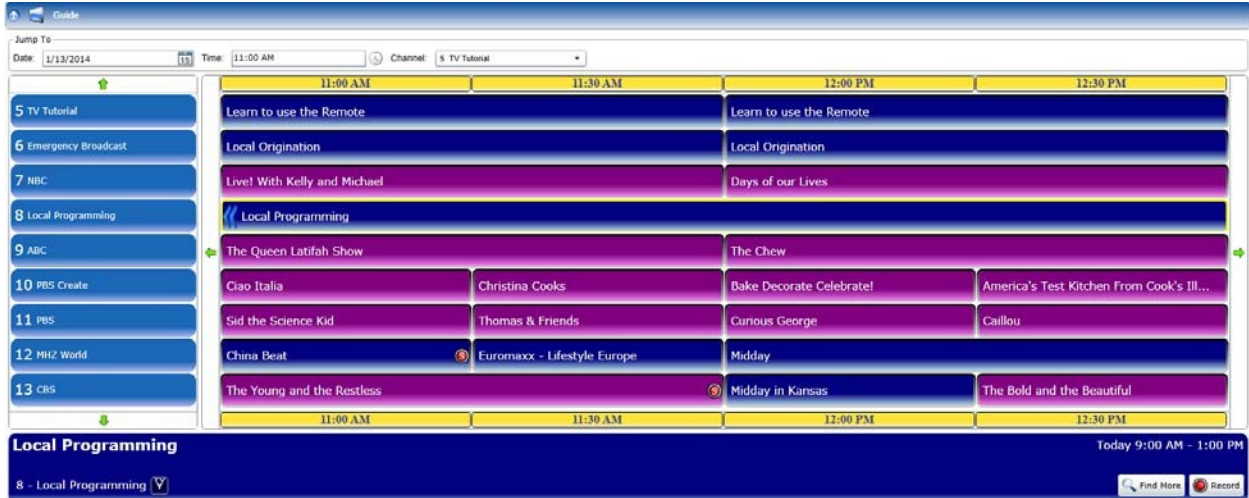 Guide
Jump To
Date: 1/13/2014 15 Time: 11:00 AM Channel: 5 TV Tutorial
11:00 AM 11:30 AM 12:00 PM 12:30 PM
5 TV Tutorial Learn to use the Remote Learn to use the Remote
6 Emergency Broadcast Local Origination Local Origination
7 NBC Live! With Kelly and Michael Days of our Lives
8 Local Programming Local Programming
9 ABC The Queen Latifah Show The Chew
10 PBS Create Ciao Italia Christina Cooks Bake Decorate Celebrate! America's Test Kitchen From Cook's Ill...
11 PBS Sid the Science Kid Thomas & Friends Curious George Caillou
12 MHZ World China Beat S Euromaxx - Lifestyle Europe Midday
13 CBS The Young and the Restless S Midday in Kansas The Bold and the Beautiful
11:00 AM 11:30 AM 12:00 PM 12:30 PM
Local Programming Today 9:00 AM - 1:00 PM
8 - Local Programming Find More Record